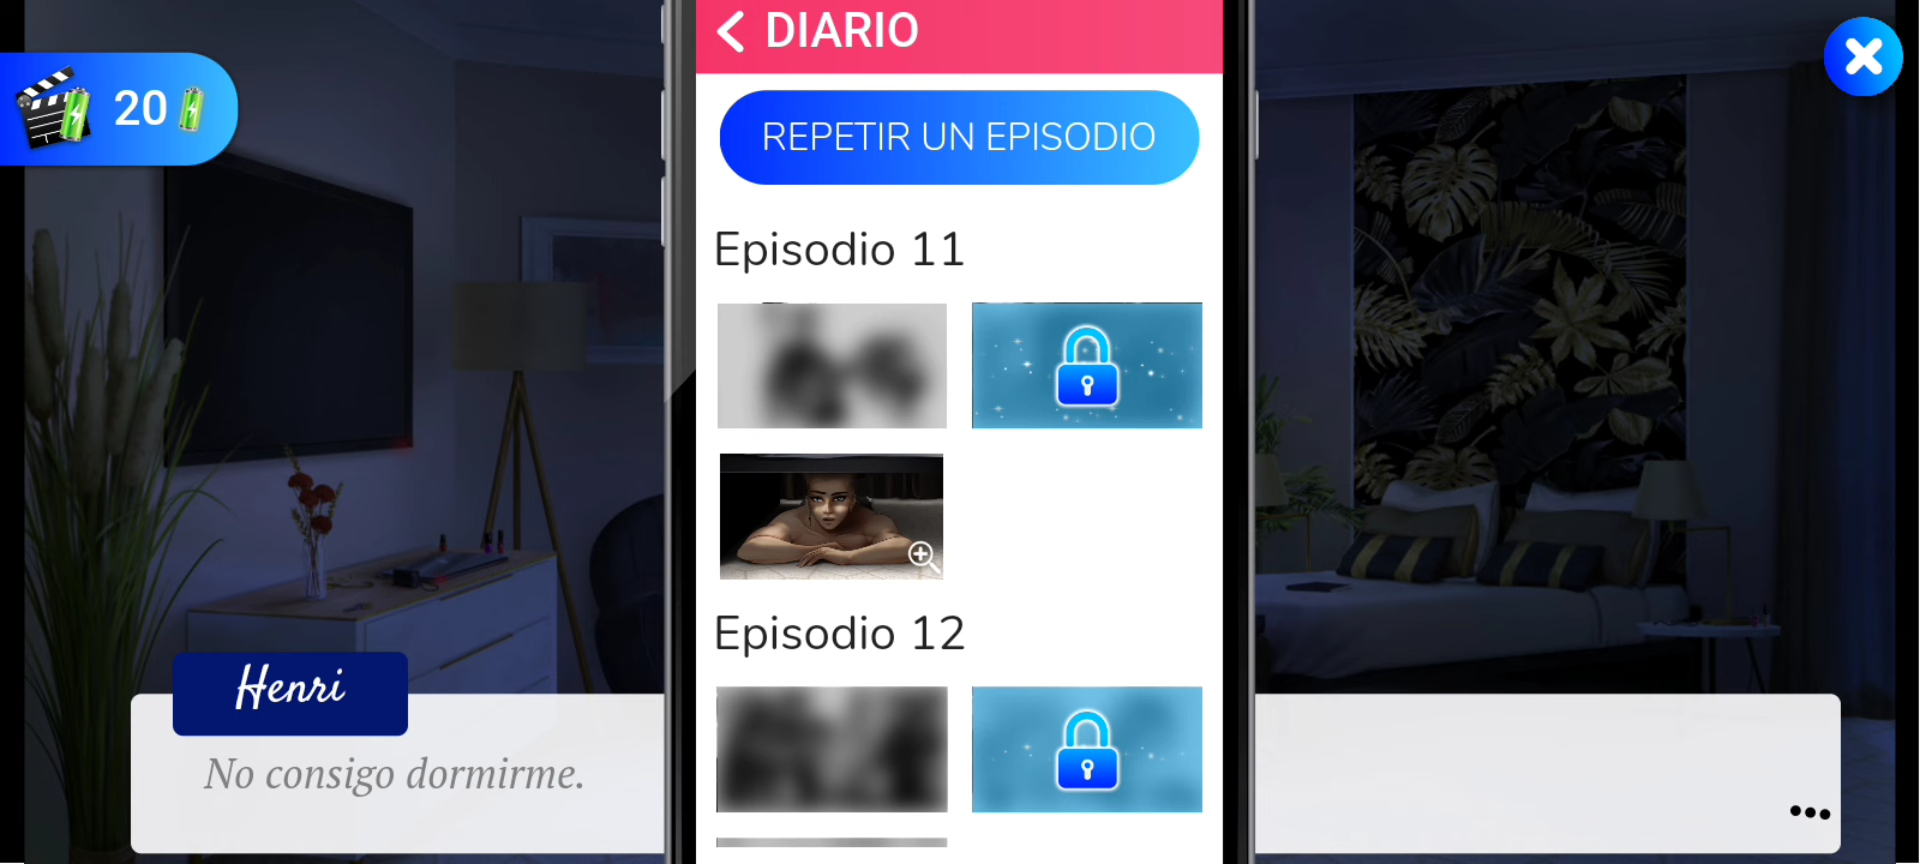 DIARIO
20
REPETIR UN EPISODIO
Episodio 11
Episodio 12
Henri
No consigo dormirme.